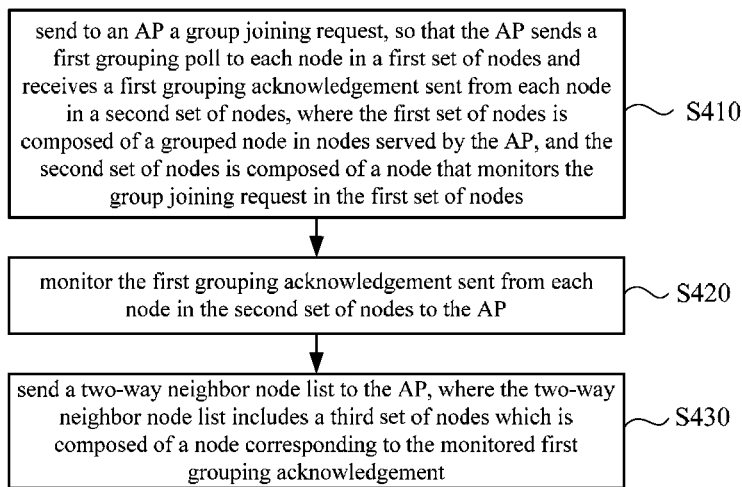 send to an AP a group joining request, so that the AP sends a
first grouping poll to each node in a first set of nodes and
receives a first grouping acknowledgement sent from each node
in a second set of nodes, where the first set of nodes is
composed of a grouped node in nodes served by the AP, and the
second set of nodes is composed of a node that monitors the
group joining request in the first set of nodes
S410
monitor the first grouping acknowledgement sent from each
node in the second set of nodes to the AP
S420
send a two-way neighbor node list to the AP, where the two-way
neighbor node list includes a third set of nodes which is
composed of a node corresponding to the monitored first
grouping acknowledgement
S430